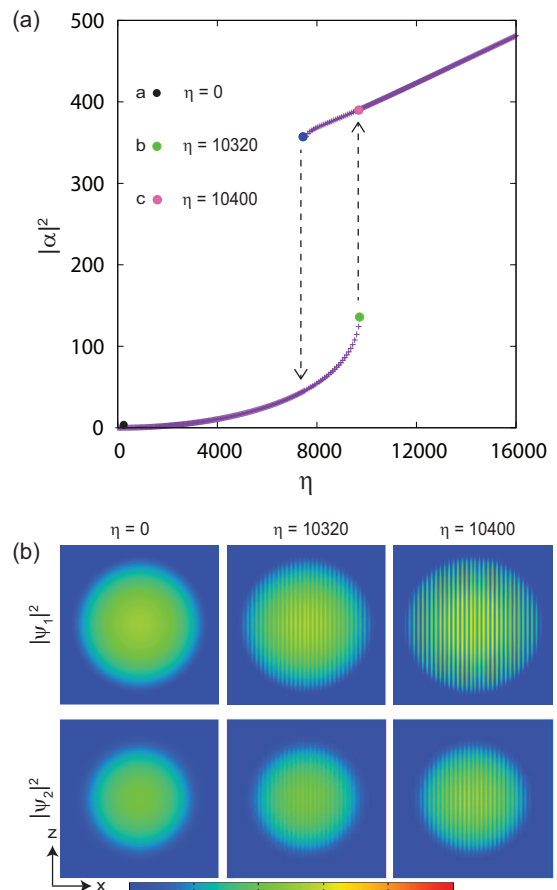 (a)
500
400
300
200
100
0
|α|²
a η = 0
b η = 10320
c η = 10400
0 4000 8000 12000 16000
η
(b)
η = 0 η = 10320 η = 10400
|ψ₁|²
|ψ₂|²
z
x